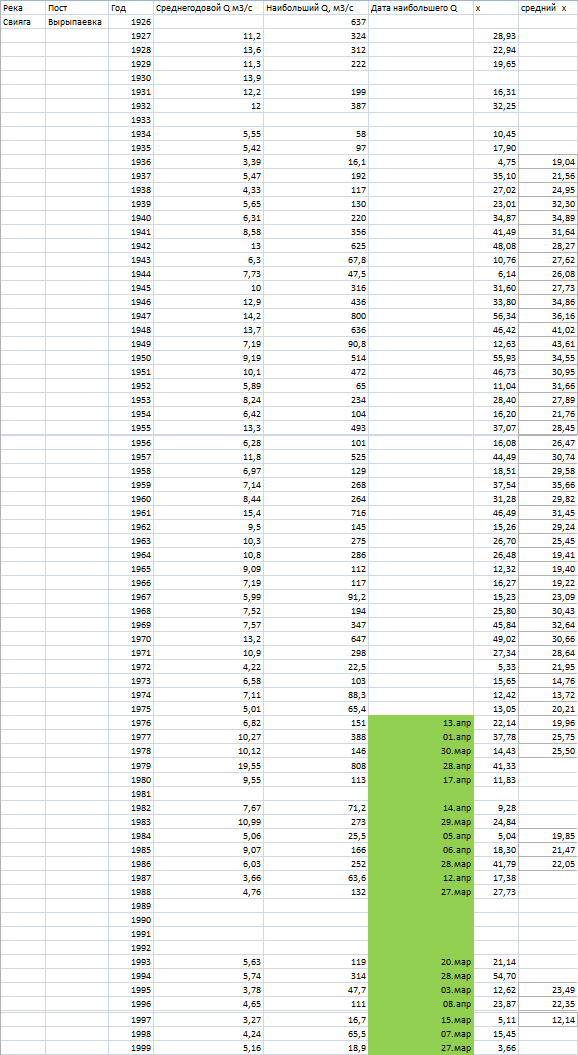 Река Пост Год Среднегодовой Q м3/с Наибольший Q, м3/с Дата наибольшего Q x средний x
Свияга Вырыпаевка 1926 637
1927 11,2 324 28,93
1928 13,6 312 22,94
1929 11,3 222 19,65
1930 13,9
1931 12,2 199 16,31
1932 12 387 32,25
1933
1934 5,55 58 10,45
1935 5,42 97 17,90
1936 3,39 16,1 4,75 19,04
1937 5,47 192 35,10 21,56
1938 4,33 117 27,02 24,95
1939 5,65 130 23,01 32,30
1940 6,31 220 34,87 34,89
1941 8,58 356 41,49 31,64
1942 13 625 48,08 28,27
1943 6,3 67,8 10,76 27,62
1944 7,73 47,5 6,14 26,08
1945 10 316 31,60 27,73
1946 12,9 436 33,80 34,86
1947 14,2 800 56,34 36,16
1948 13,7 636 46,42 41,02
1949 7,19 90,8 12,63 43,61
1950 9,19 514 55,93 34,55
1951 10,1 472 46,73 30,95
1952 5,89 65 11,04 31,66
1953 8,24 234 28,40 27,89
1954 6,42 104 16,20 21,76
1955 13,3 493 37,07 28,45
1956 6,28 101 16,08 26,47
1957 11,8 525 44,49 30,74
1958 6,97 129 18,51 29,58
1959 7,14 268 37,54 35,66
1960 8,44 264 31,28 29,82
1961 15,4 716 46,49 31,45
1962 9,5 145 15,26 29,24
1963 10,3 275 26,70 25,45
1964 10,8 286 26,48 19,41
1965 9,09 112 12,32 19,40
1966 7,19 117 16,27 19,22
1967 5,99 91,2 15,23 23,09
1968 7,52 194 25,80 30,43
1969 7,57 347 45,84 32,64
1970 13,2 647 49,02 30,66
1971 10,9 298 27,34 28,64
1972 4,22 22,5 5,33 21,95
1973 6,58 103 15,65 14,76
1974 7,11 88,3 12,42 13,72
1975 5,01 65,4 13,05 20,21
1976 6,82 151 13.апр 22,14 19,96
1977 10,27 388 01.апр 37,78 25,75
1978 10,12 146 30.мар 14,43 25,50
1979 19,55 808 28.апр 41,33
1980 9,55 113 17.апр 11,83
1981
1982 7,67 71,2 14.апр 9,28
1983 10,99 273 29.мар 24,84
1984 5,06 25,5 05.апр 5,04 19,85
1985 9,07 166 06.апр 18,30 21,47
1986 6,03 252 28.мар 41,79 22,05
1987 3,66 63,6 12.апр 17,38
1988 4,76 132 27.мар 27,73
1989
1990
1991
1992
1993 5,63 119 20.мар 21,14
1994 5,74 314 28.мар 54,70
1995 3,78 47,7 03.мар 12,62 23,49
1996 4,65 111 08.апр 23,87 22,35
1997 3,27 16,7 15.мар 5,11 12,14
1998 4,24 65,5 07.мар 15,45
1999 5,16 18,9 27.мар 3,66